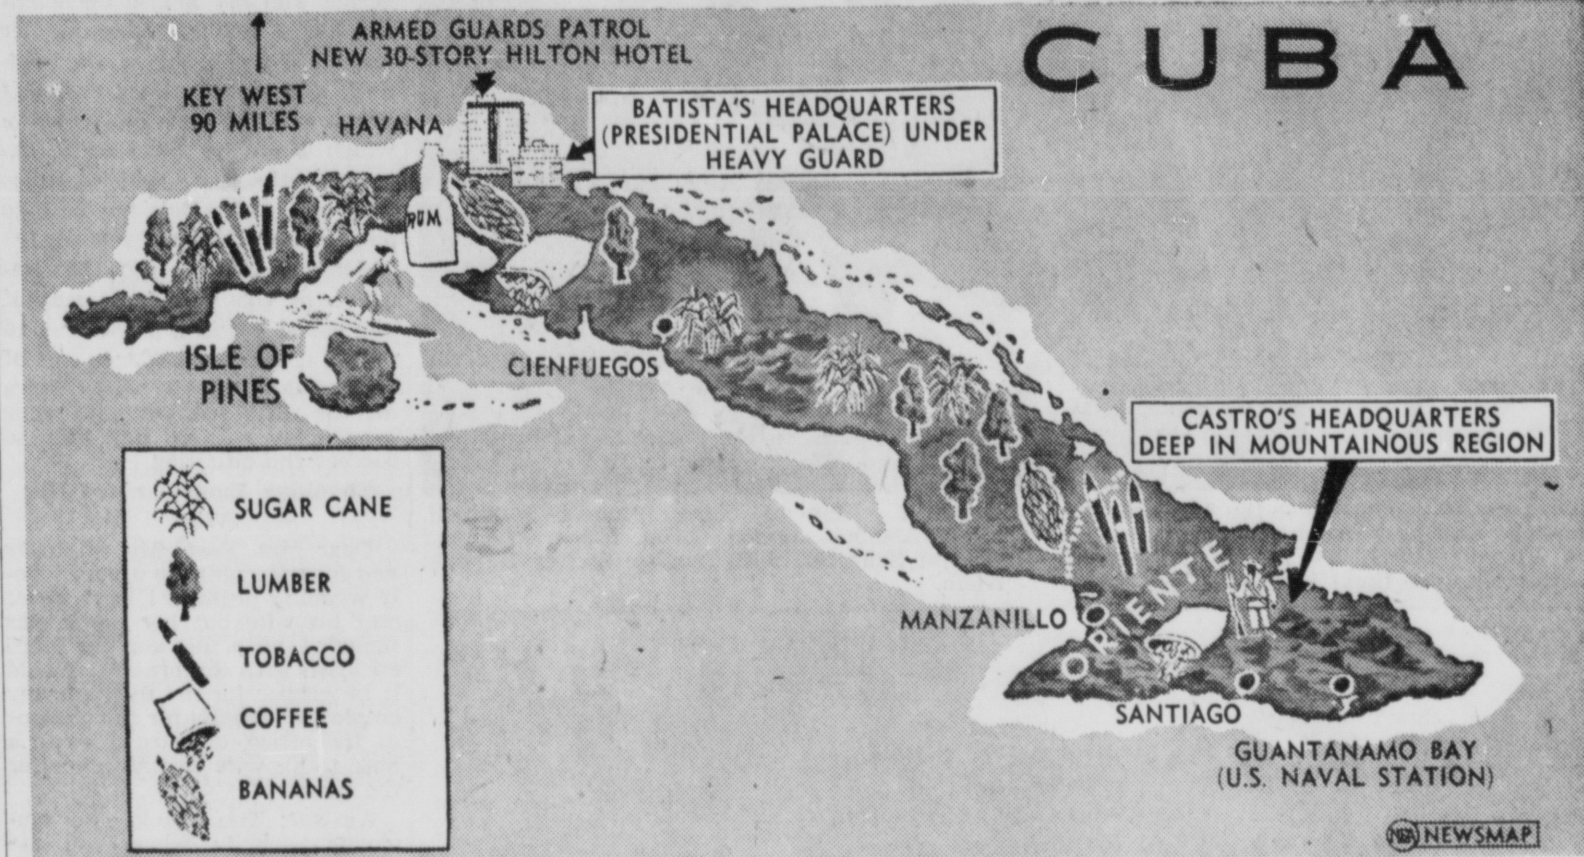 CUBA
ARMED GUARDS PATROL
NEW 30-STORY HILTON HOTEL
KEY WEST
90 MILES
HAVANA
BATISTA'S HEADQUARTERS
(PRESIDENTIAL PALACE) UNDER
HEAVY GUARD
RUM
ISLE OF
PINES
CIENFUEGOS
CASTRO'S HEADQUARTERS
DEEP IN MOUNTAINOUS REGION
SUGAR CANE
LUMBER
TOBACCO
COFFEE
BANANAS
ORIENTE
MANZANILLO
SANTIAGO
GUANTANAMO BAY
(U.S. NAVAL STATION)
NEA NEWSMAP